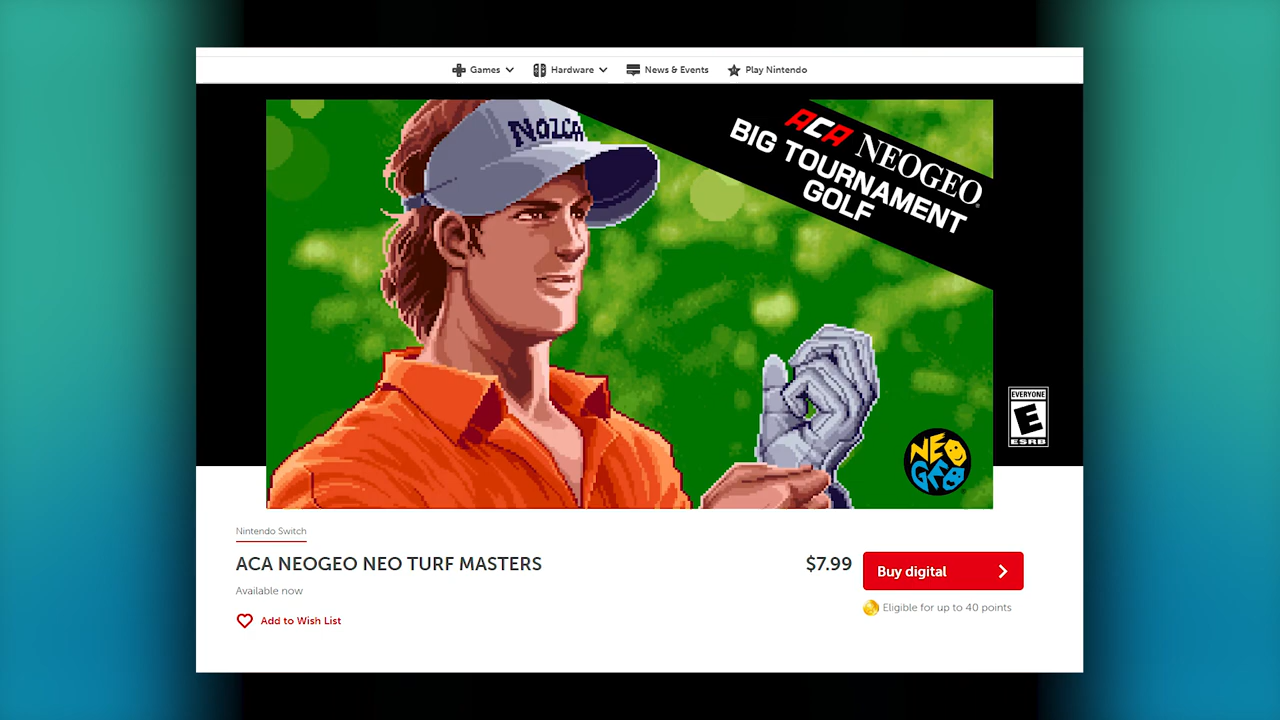 Games
Hardware
News & Events
Play Nintendo
Nazca
ACA NEOGEO
BIG TOURNAMENT
GOLF
EVERYONE
E
ESRB
NEO
GEO
Nintendo Switch
ACA NEOGEO NEO TURF MASTERS
$7.99
Buy digital
Available now
Eligible for up to 40 points
Add to Wish List